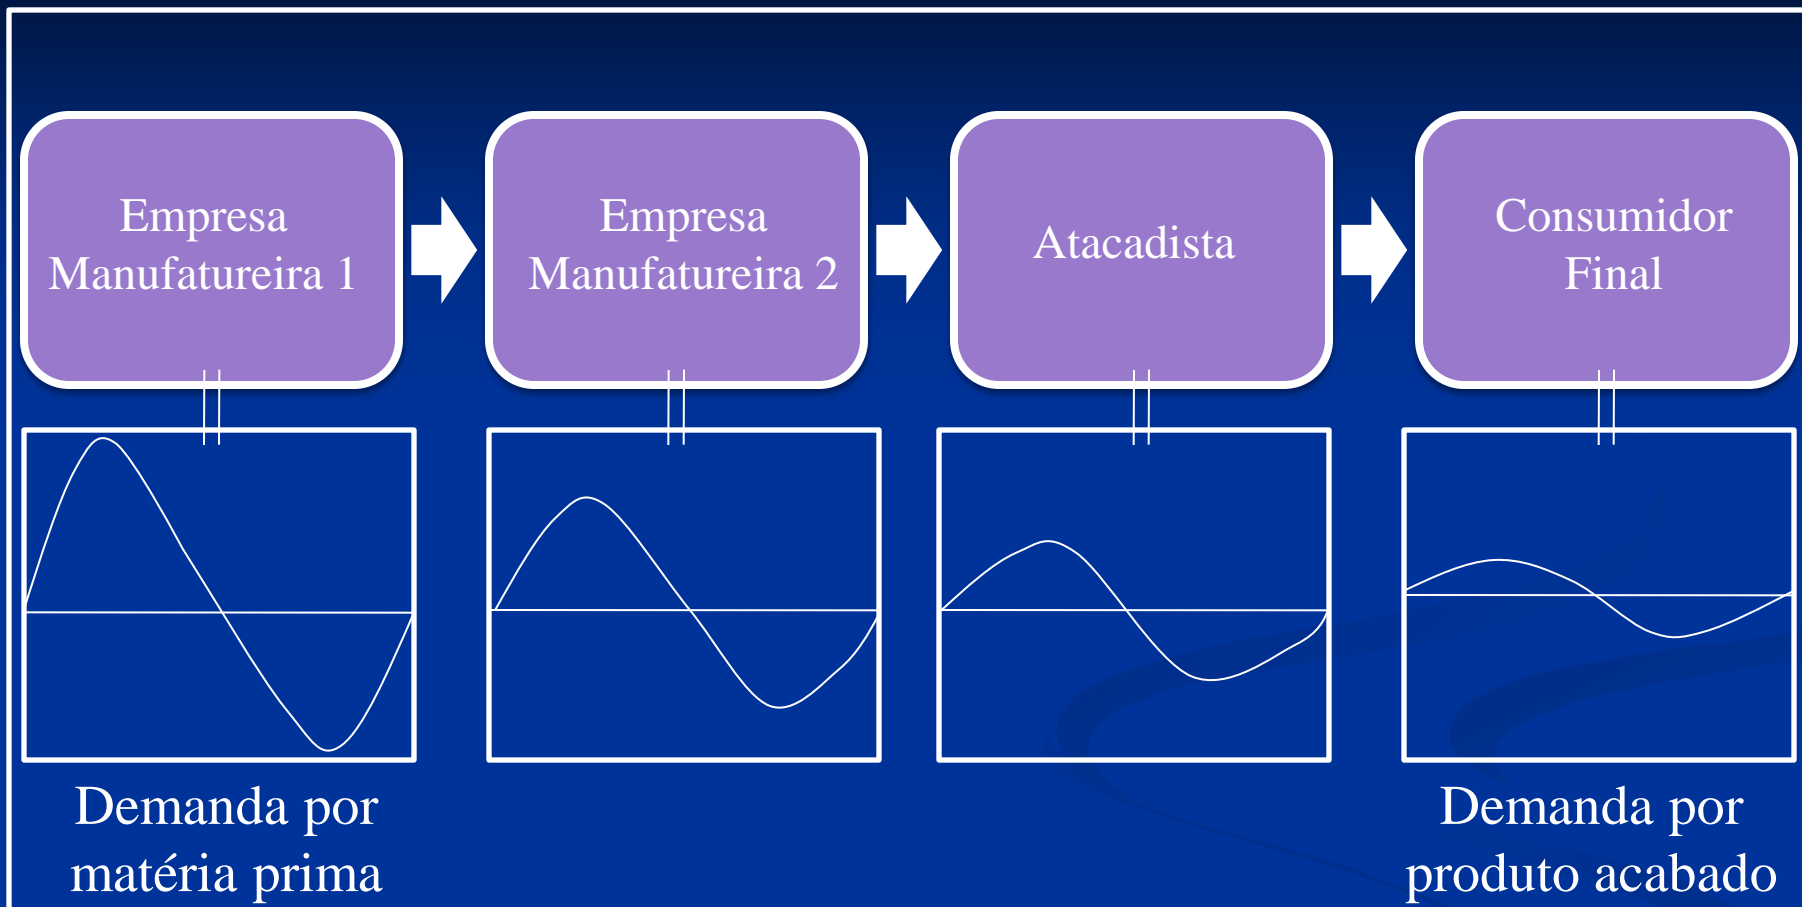 Empresa
Manufatureira 1
Empresa
Manufatureira 2
Atacadista
Consumidor
Final
Demanda por
matéria prima
Demanda por
produto acabado